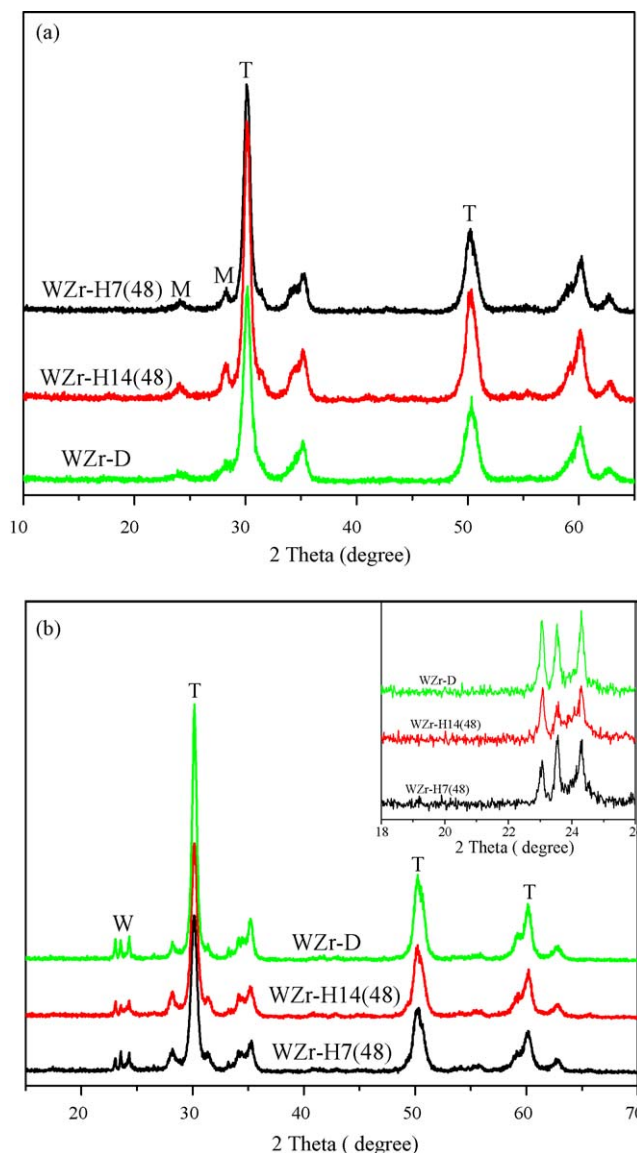 (a)
T
T
WZr-H7(48)
M
M
WZr-H14(48)
WZr-D
10 20 30 40 50 60
2 Theta (degree)
(b)
T
W
T
T
WZr-D
WZr-H14(48)
WZr-H7(48)
WZr-D
WZr-H14(48)
WZr-H7(48)
18 20 22 24 26
2 Theta ( degree)
20 30 40 50 60 70
2 Theta ( degree)